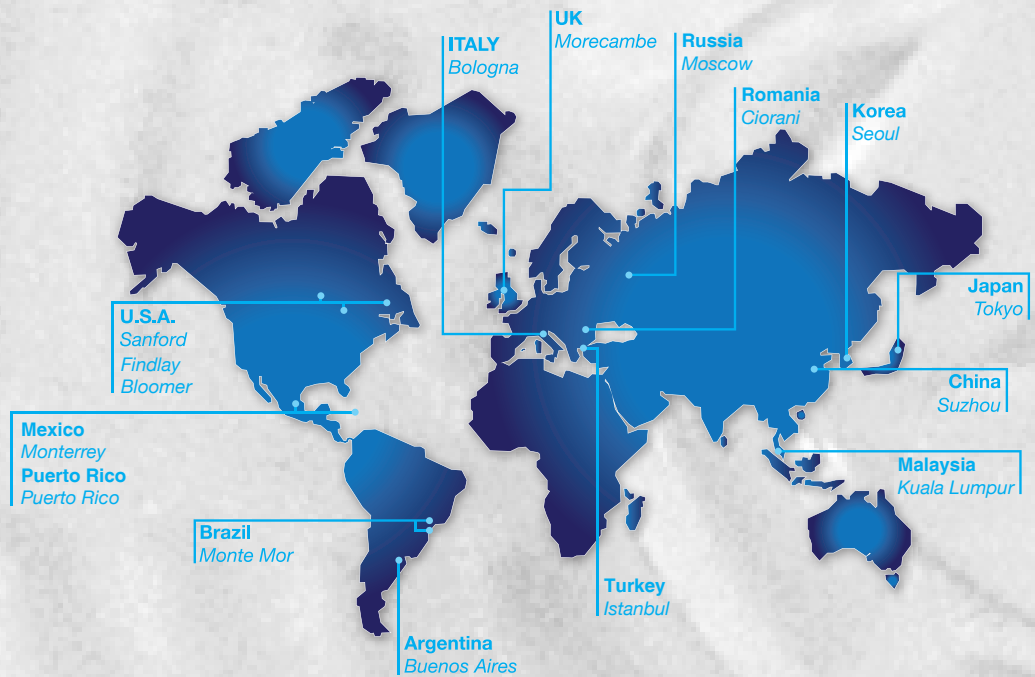 UK
Morecambe
ITALY
Bologna
Russia
Moscow
Romania
Ciorani
Korea
Seoul
Japan
Tokyo
U.S.A.
Sanford
Findlay
Bloomer
China
Suzhou
Mexico
Monterrey
Puerto Rico
Puerto Rico
Malaysia
Kuala Lumpur
Brazil
Monte Mor
Turkey
Istanbul
Argentina
Buenos Aires